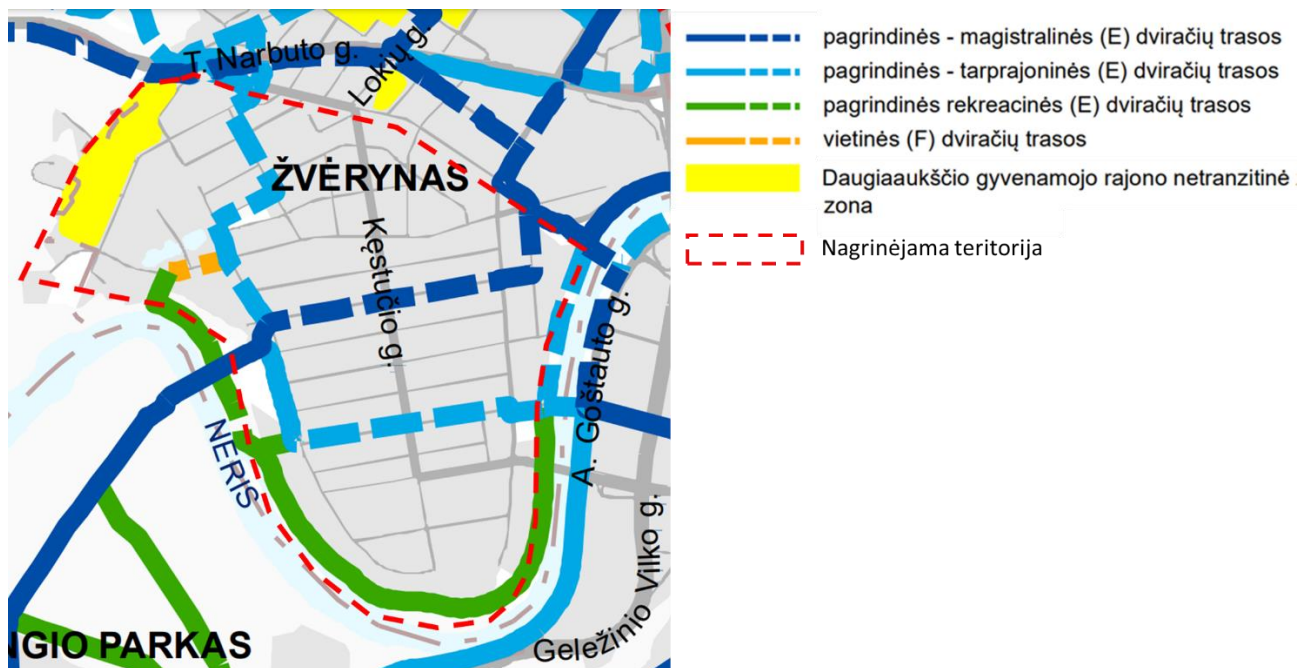 T. Narbuto g.
Lokių g.
ŽVĖRYNAS
Kęstučio g.
A. Goštauto g.
NERIS
Geležinio Vilko g.
NGIO PARKAS
pagrindinės - magistralinės (E) dviračių trasos
pagrindinės - tarprajoninės (E) dviračių trasos
pagrindinės rekreacinės (E) dviračių trasos
vietinės (F) dviračių trasos
Daugiaaukščio gyvenamojo rajono netranzitinė
zona
Nagrinėjama teritorija